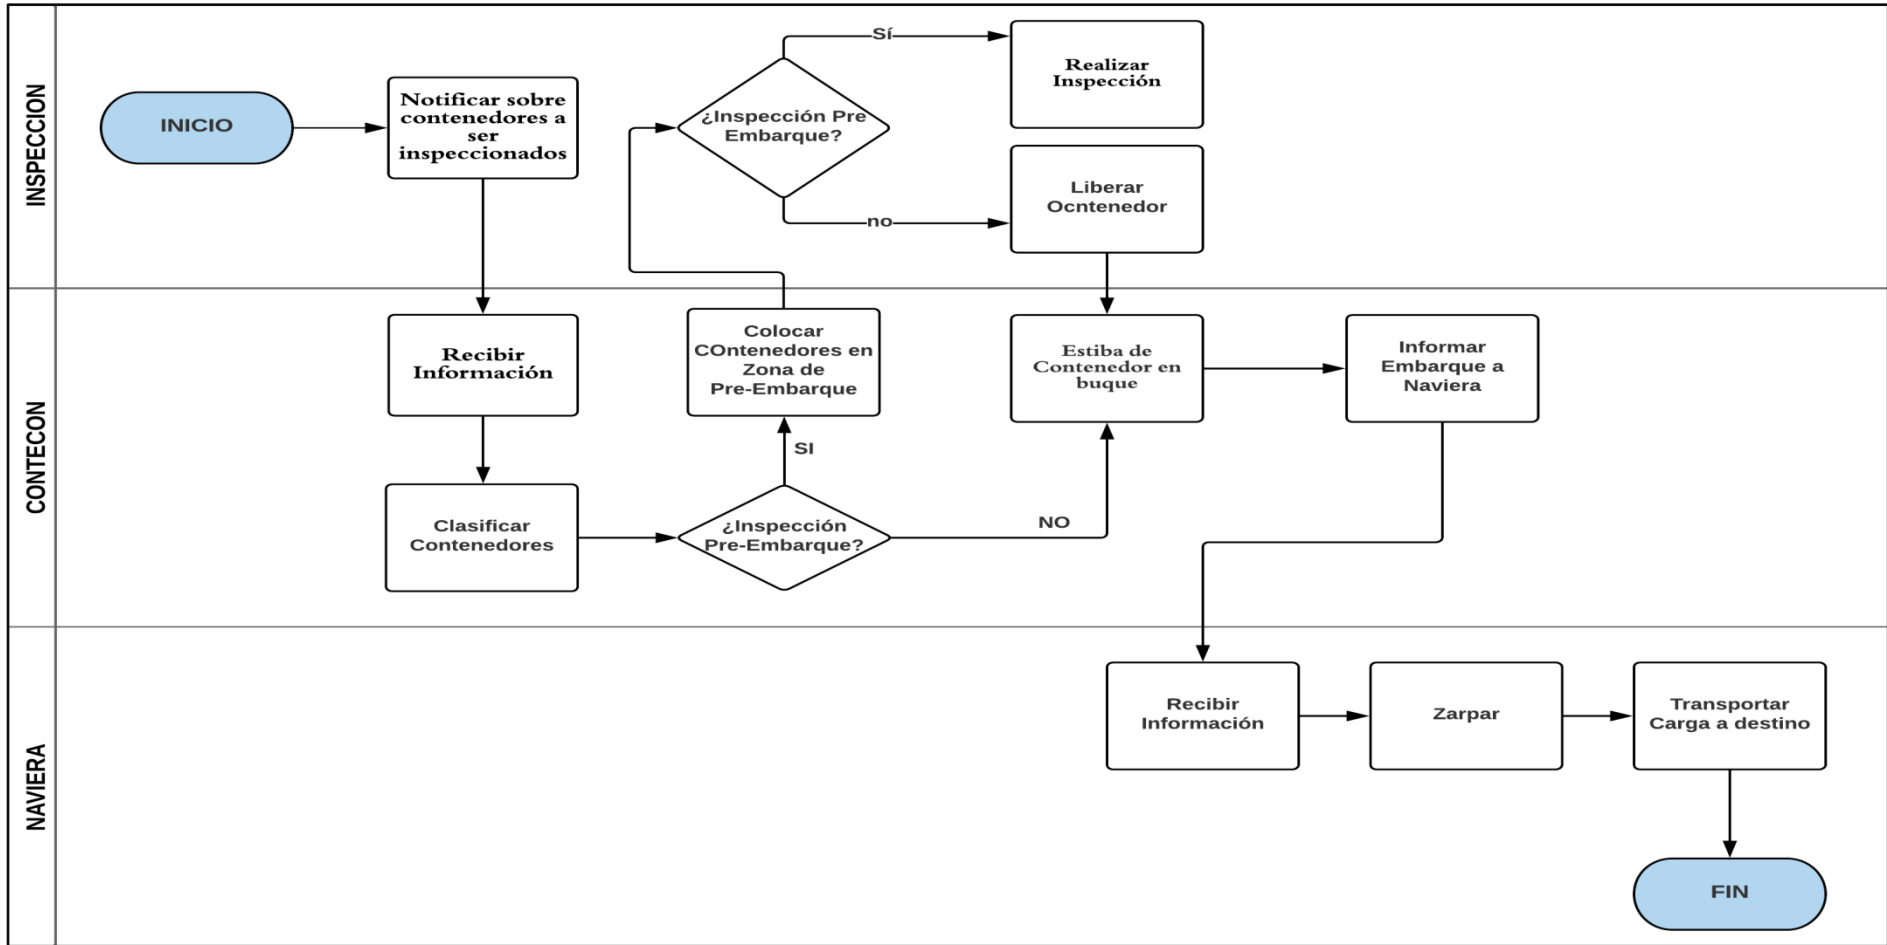 INSPECCION
INICIO
Notificar sobre
contenedores a
ser
inspeccionados
¿Inspección Pre
Embarque?
Sí
no
Realizar
Inspección
Liberar
Ocntenedor
CONTECON
Recibir
Información
Clasificar
Contenedores
Colocar
COntenedores en
Zona de
Pre-Embarque
SI
¿Inspección
Pre-Embarque?
NO
Estiba de
Contenedor en
buque
Informar
Embarque a
Naviera
NAVIERA
Recibir
Información
Zarpar
Transportar
Carga a destino
FIN